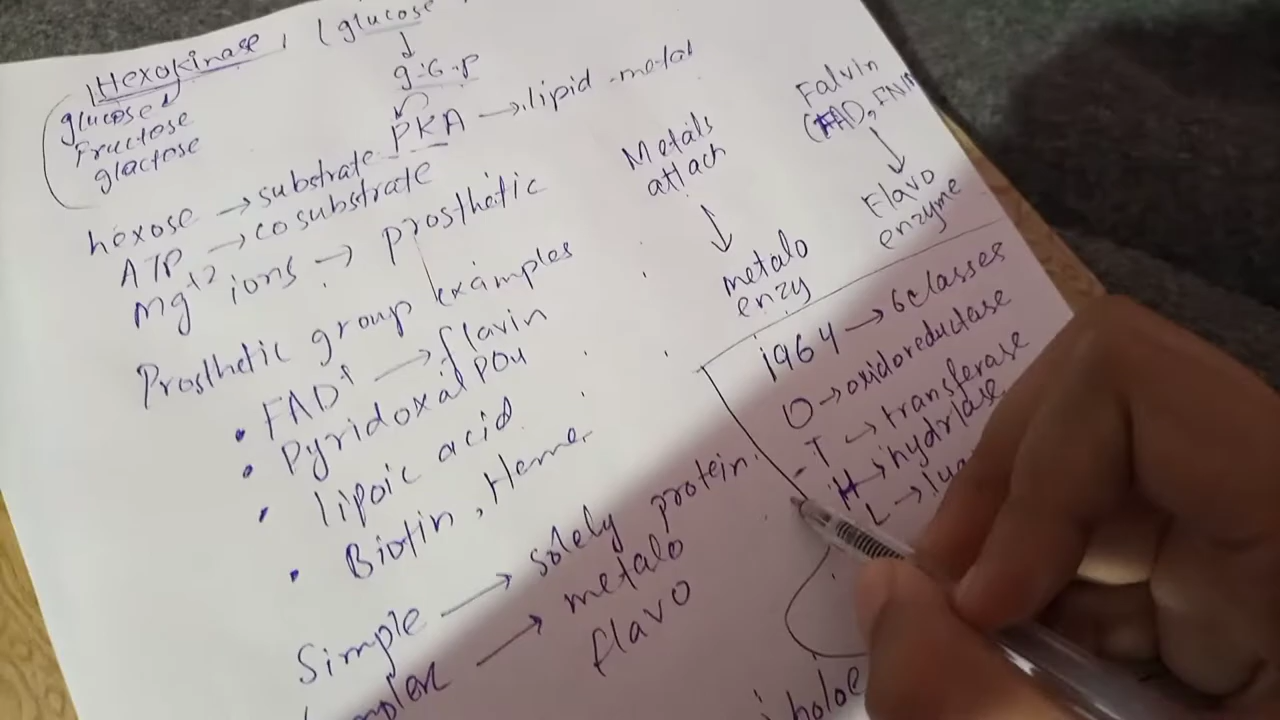 Hexokinase, (glucose
glucose
Fructose
glactose
g.6.p
PKA → lipid metal
hexose → substrate
ATP → cosubstrate
Mg+2 ions → prosthetic
Prosthetic group examples
• FAD+ → flavin
• Pyridoxal PO4
• lipoic acid
• Biotin, Heme
Simple → solely protein
→ metalo
flavo
Metals
attach
metalo
enzy
Falvin
(FAD,
Flavo
enzyme
1964 → 6 classes
O → oxidoreductase
T → transferase
H → hydrlase
L →
holoe